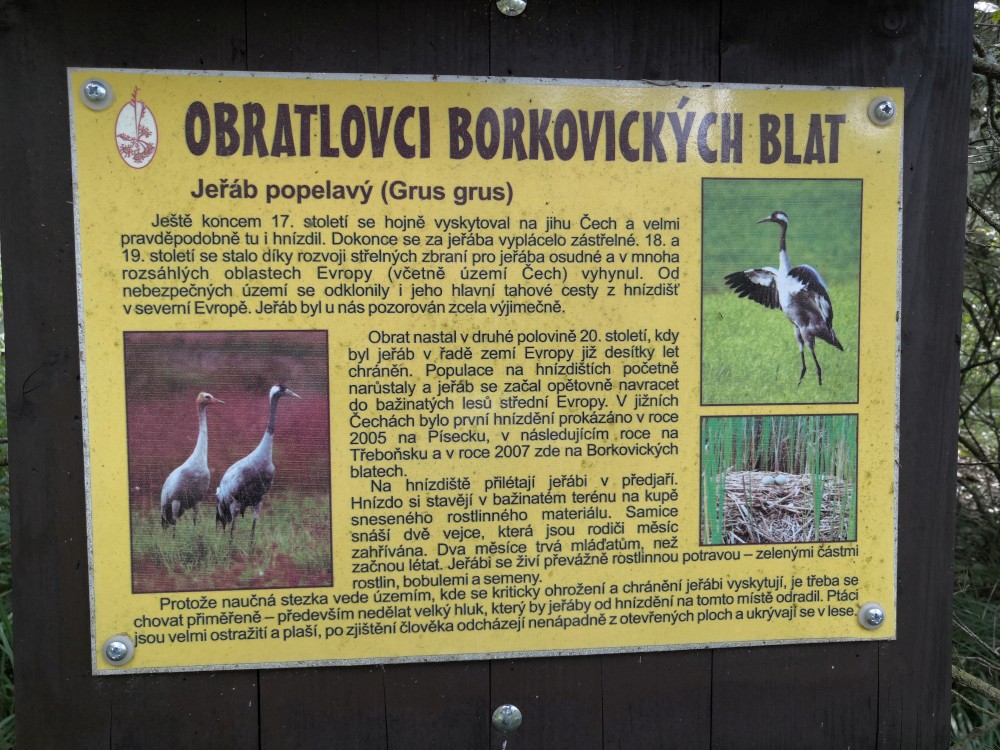 OBRATLOVCI BORKOVICKÝCH BLAT
Jeřáb popelavý (Grus grus)
Ještě koncem 17. století se hojně vyskytoval na jihu Čech a velmi
pravděpodobně tu i hnízdil. Dokonce se za jeřába vyplácelo zástřelné. 18. a
19. století se stalo díky rozvoji střelných zbraní pro jeřába osudné a v mnoha
rozsáhlých oblastech Evropy (včetně území Čech) vyhynul. Od
nebezpečných území se odklonily i jeho hlavní tahové cesty z hnízdišť
v severní Evropě. Jeřáb byl u nás pozorován zcela výjimečně.
Obrat nastal v druhé polovině 20. století, kdy
byl jeřáb v řadě zemí Evropy již desítky let
chráněn. Populace na hnízdištích početně
narůstaly a jeřáb se začal opětovně navracet
do bažinatých lesů střední Evropy. V jižních
Čechách bylo první hnízdění prokázáno v roce
2005 na Písecku, v následujícím roce na
Třeboňsku a v roce 2007 zde na Borkovických
blatech.
Na hnízdiště přilétají jeřábi v předjaří.
Hnízdo si stavějí v bažinatém terénu na kupě
sneseného rostlinného materiálu. Samice
snáší dvě vejce, která jsou rodiči měsíc
zahřívána. Dva měsíce trvá mláďatům, než
začnou létat. Jeřábi se živí převážně rostlinnou potravou – zelenými částmi
rostlin, bobulemi a semeny.
Protože naučná stezka vede územím, kde se kriticky ohrožení a chránění jeřábi vyskytují, je třeba se
chovat přiměřeně – především nedělat velký hluk, který by jeřáby od hnízdění na tomto místě odradil. Ptáci
jsou velmi ostražití a plaší, po zjištění člověka odcházejí nenápadně z otevřených ploch a ukrývají se v lese.